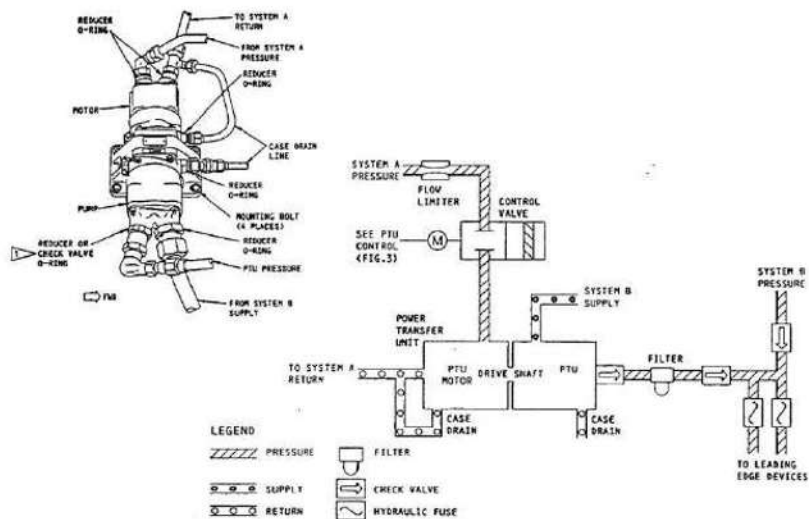 TO SYSTEM A
RETURN
REDUCER
O-RING
FROM SYSTEM A
PRESSURE
REDUCER
O-RING
MOTOR
CASE DRAIN
LINE
REDUCER
O-RING
PUMP
MOUNTING BOLT
(4 PLACES)
REDUCER OR
CHECK VALVE
O-RING
1
REDUCER
O-RING
PTU PRESSURE
FWD
FROM SYSTEM B
SUPPLY
SYSTEM A
PRESSURE
FLOW
LIMITER
CONTROL
VALVE
SEE PTU
CONTROL
(FIG.3)
M
SYSTEM B
SUPPLY
SYSTEM B
PRESSURE
POWER
TRANSFER
UNIT
TO SYSTEM A
RETURN
PTU
MOTOR
DRIVE SHAFT
PTU
FILTER
CASE
DRAIN
CASE
DRAIN
TO LEADING
EDGE DEVICES
LEGEND
PRESSURE
FILTER
SUPPLY
CHECK VALVE
RETURN
HYDRAULIC FUSE